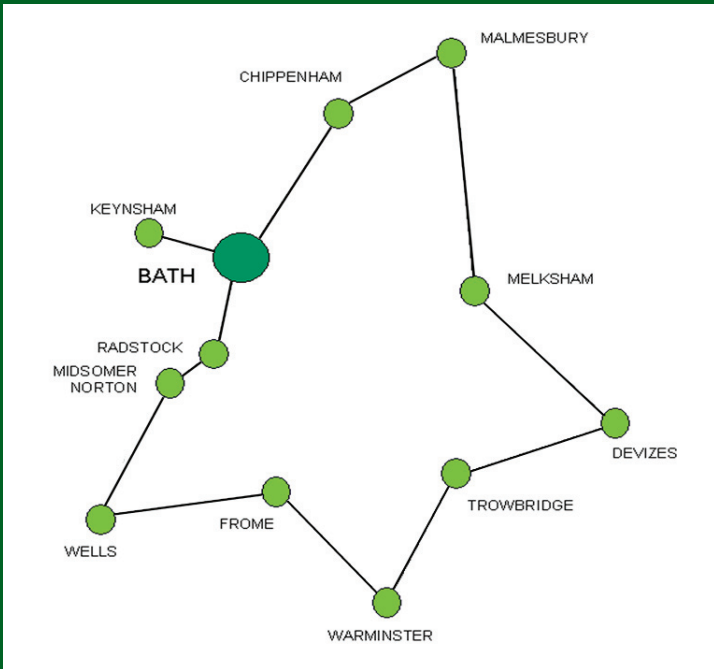 MALMESBURY
CHIPPENHAM
KEYNSHAM
BATH
MELKSHAM
RADSTOCK
MIDSOMER
NORTON
DEVIZES
TROWBRIDGE
FROME
WELLS
WARMINSTER